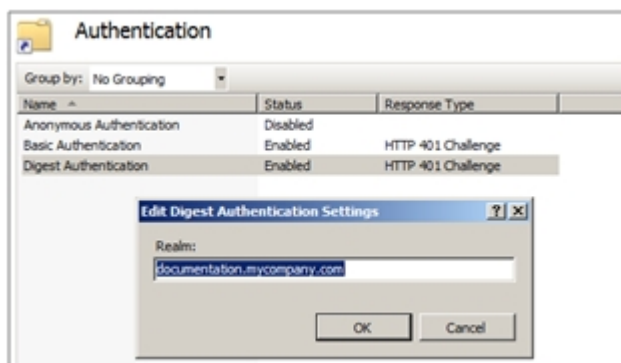 Authentication
Group by: No Grouping
Name Status Response Type
Anonymous Authentication Disabled
Basic Authentication Enabled HTTP 401 Challenge
Digest Authentication Enabled HTTP 401 Challenge
Edit Digest Authentication Settings
Realm:
documentation.mycompany.com
OK Cancel